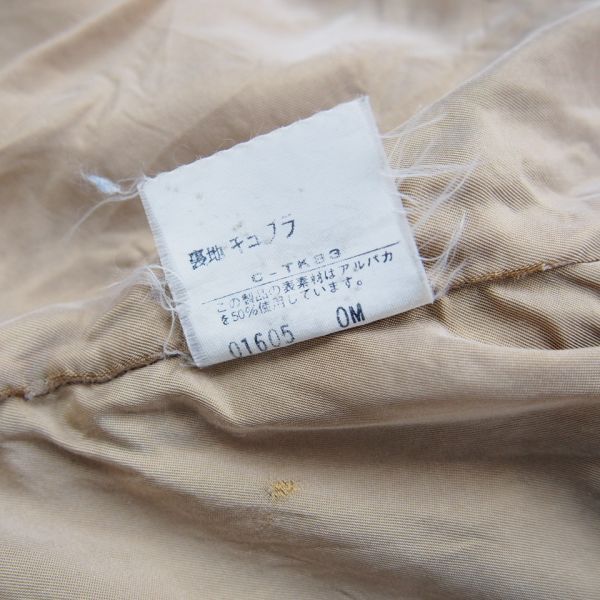 裏地 キュプラ
C-TK83
この製品の表素材はアルパカ
を50%使用しています。
01605 0M